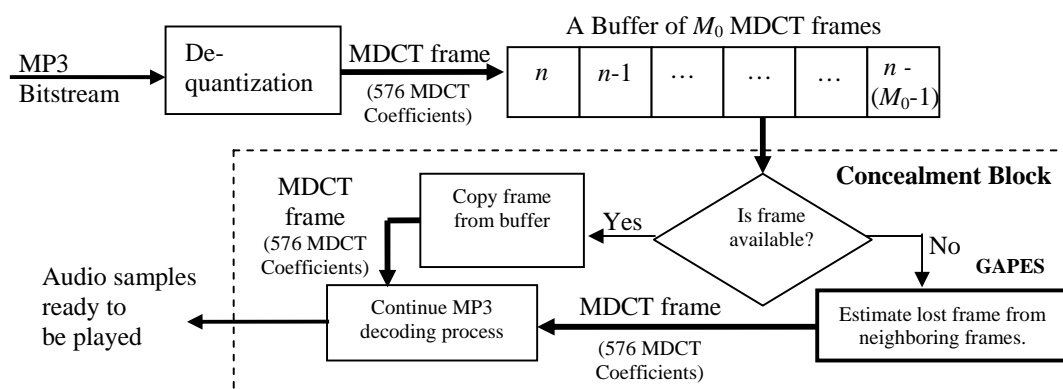 A Buffer of M0 MDCT frames
MP3
Bitstream
De-
quantization
MDCT frame
(576 MDCT
Coefficients)
n
n-1
…
…
…
n -
(M0-1)
Concealment Block
Is frame
available?
Yes
No
Copy frame
from buffer
MDCT
frame
(576 MDCT
Coefficients)
GAPES
Estimate lost frame from
neighboring frames.
MDCT frame
(576 MDCT
Coefficients)
Continue MP3
decoding process
Audio samples
ready to
be played